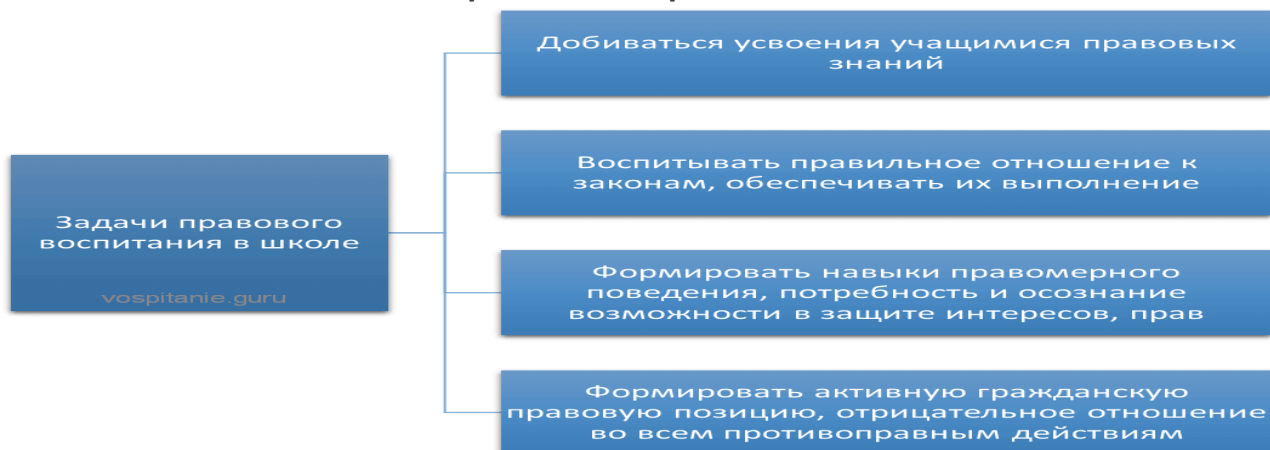 Задачи правового
воспитания в школе
vospitanie.guru
Добиваться усвоения учащимися правовых
знаний
Воспитывать правильное отношение к
законам, обеспечивать их выполнение
Формировать навыки правомерного
поведения, потребность и осознание
возможности в защите интересов, прав
Формировать активную гражданскую
правовую позицию, отрицательное отношение
во всем противоправным действиям